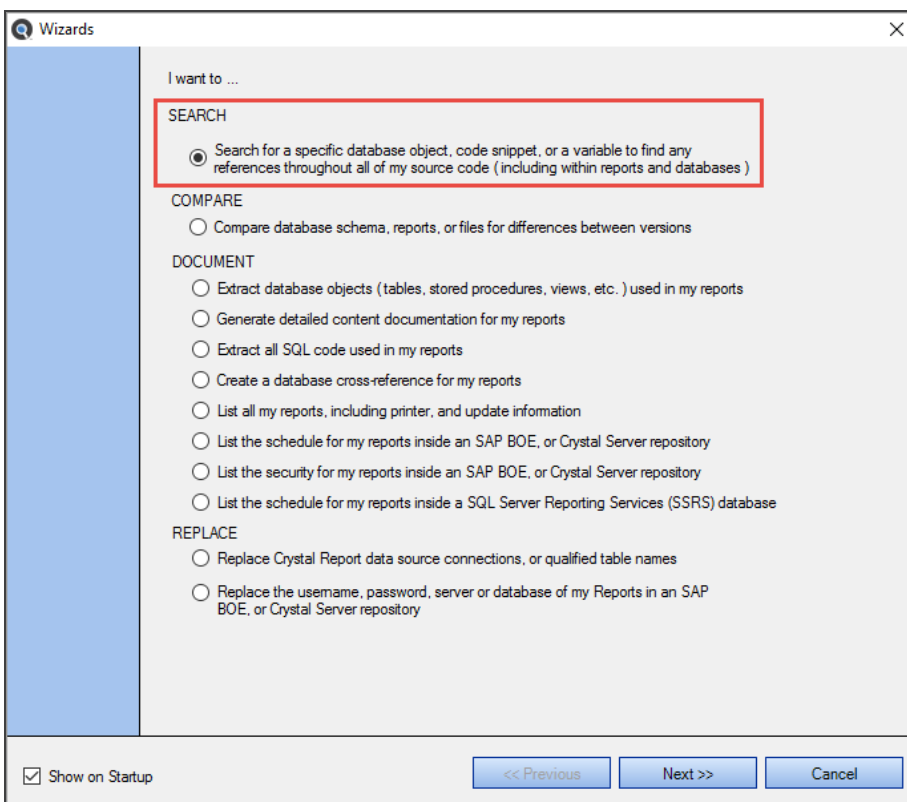 Wizards
I want to ...
SEARCH
Search for a specific database object, code snippet, or a variable to find any
references throughout all of my source code ( including within reports and databases )
COMPARE
Compare database schema, reports, or files for differences between versions
DOCUMENT
Extract database objects ( tables, stored procedures, views, etc. ) used in my reports
Generate detailed content documentation for my reports
Extract all SQL code used in my reports
Create a database cross-reference for my reports
List all my reports, including printer, and update information
List the schedule for my reports inside an SAP BOE, or Crystal Server repository
List the security for my reports inside an SAP BOE, or Crystal Server repository
List the schedule for my reports inside a SQL Server Reporting Services (SSRS) database
REPLACE
Replace Crystal Report data source connections, or qualified table names
Replace the username, password, server or database of my Reports in an SAP
BOE, or Crystal Server repository
Show on Startup
<< Previous
Next >>
Cancel